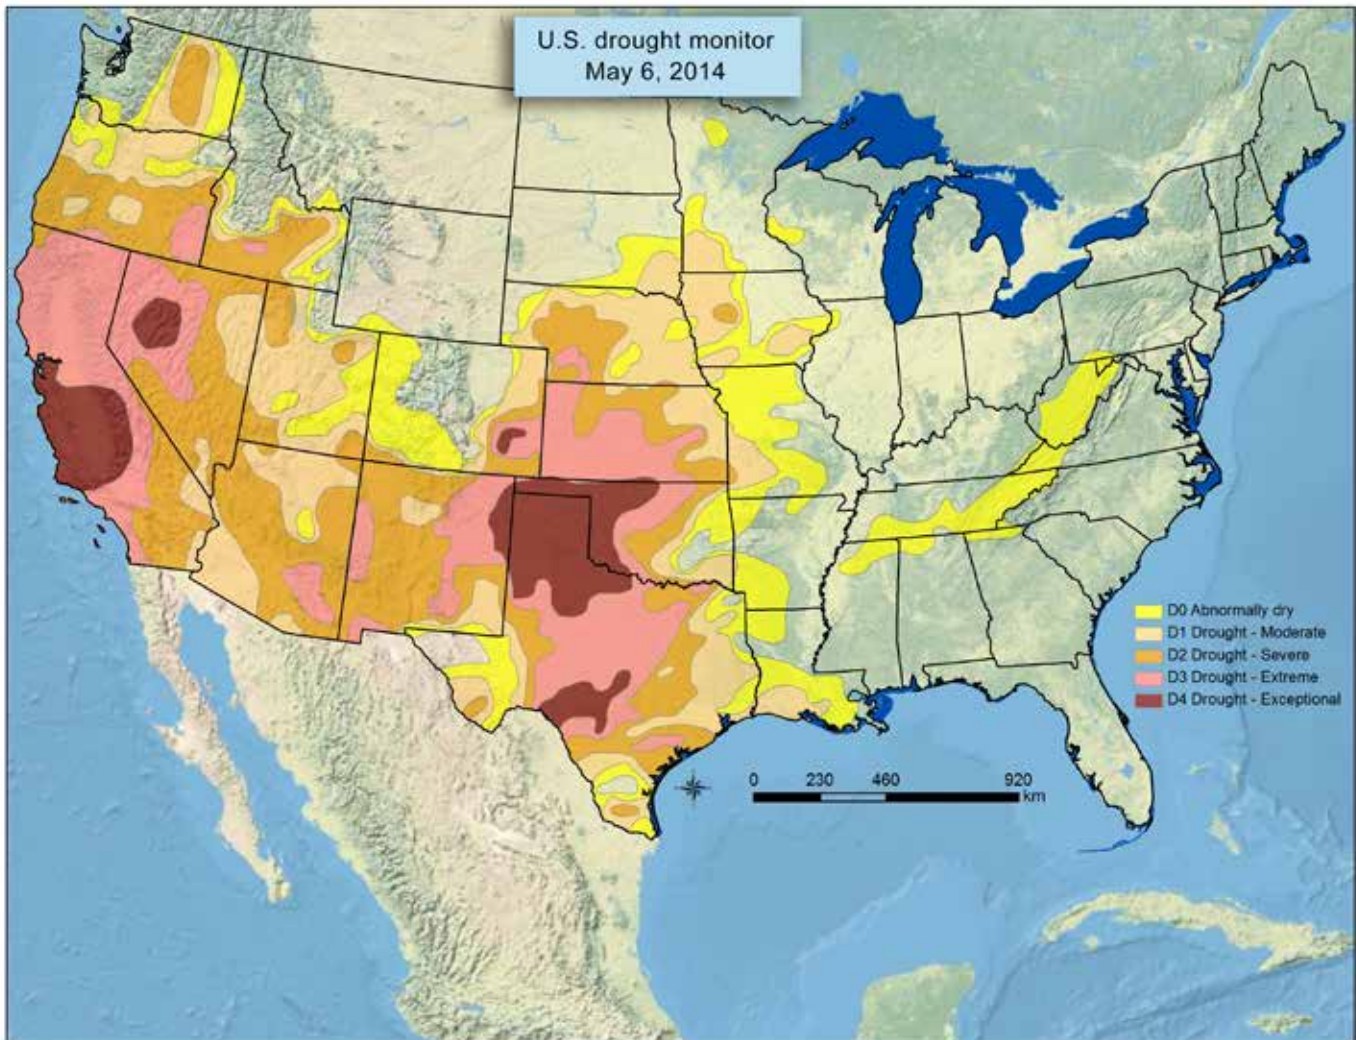 U.S. drought monitor
May 6, 2014
D0 Abnormally dry
D1 Drought - Moderate
D2 Drought - Severe
D3 Drought - Extreme
D4 Drought - Exceptional
0 230 460 920
km